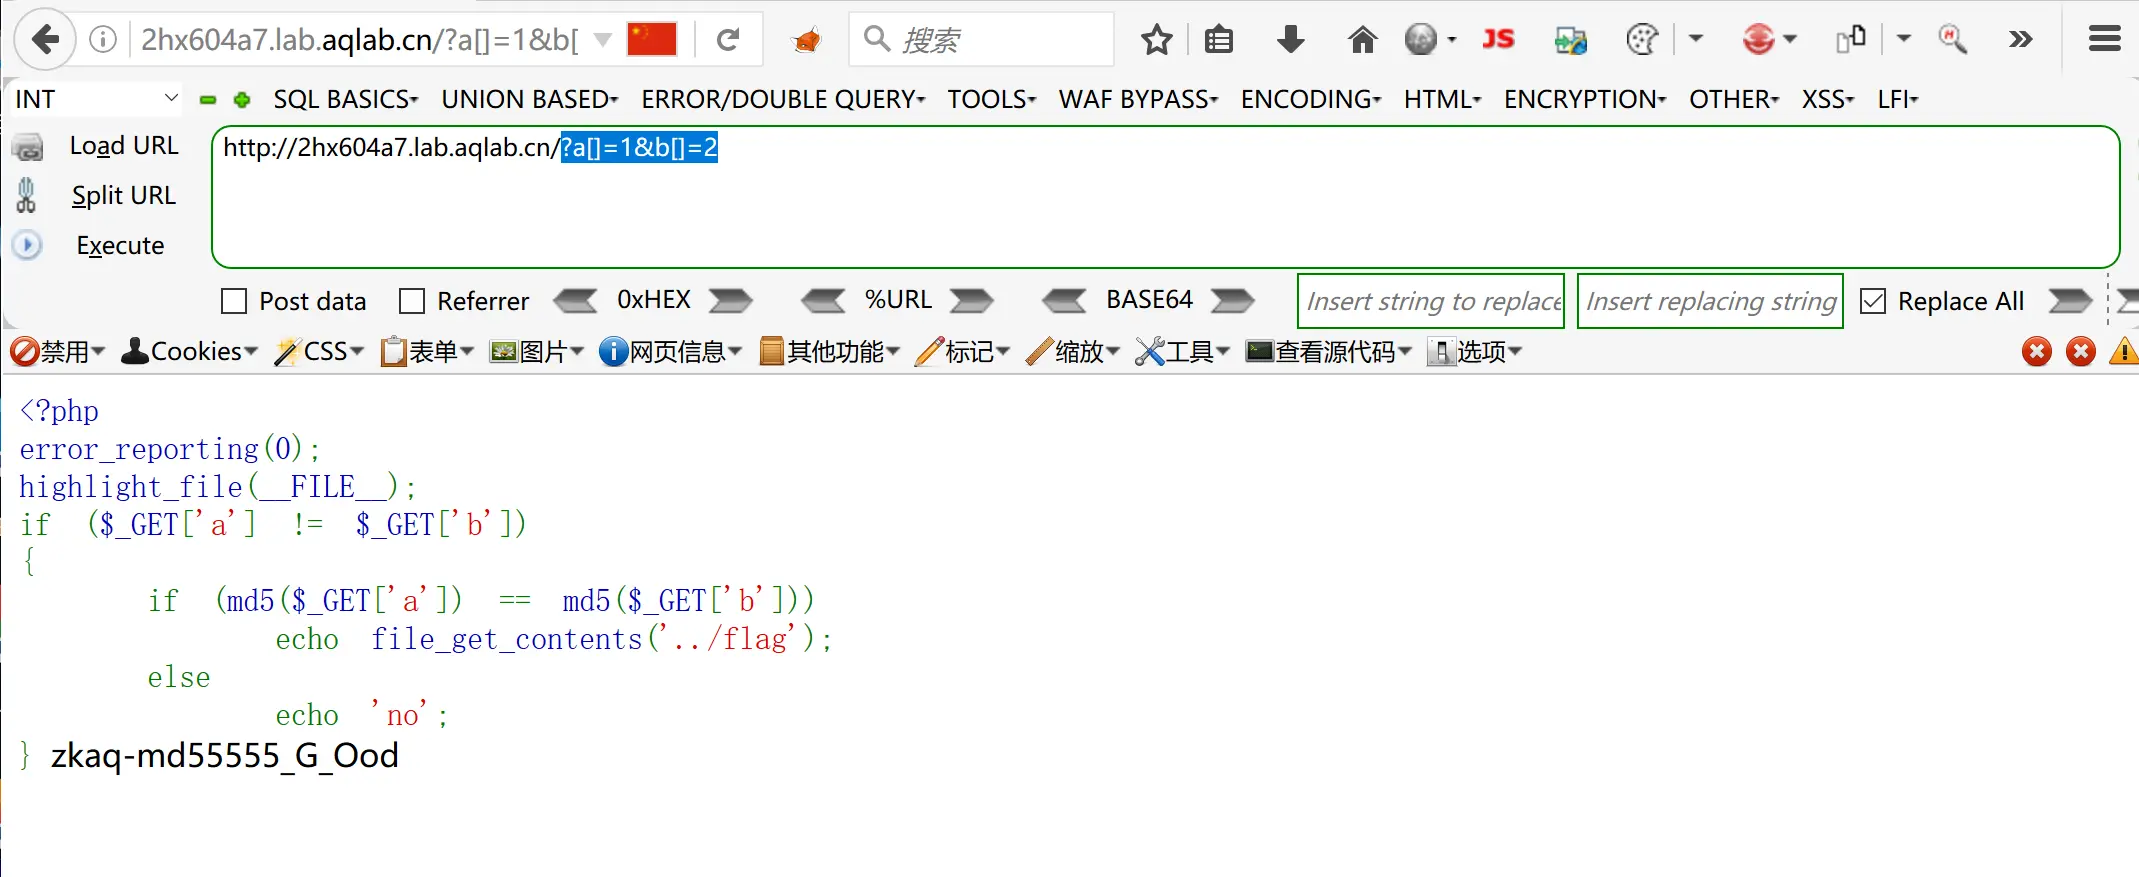 2hx604a7.lab.aqlab.cn/?a[]=1&b[
搜索
JS
INT
SQL BASICS
UNION BASED
ERROR/DOUBLE QUERY
TOOLS
WAF BYPASS
ENCODING
HTML
ENCRYPTION
OTHER
XSS
LFI
Load URL
http://2hx604a7.lab.aqlab.cn/?a[]=1&b[]=2
Split URL
Execute
Post data
Referrer
0xHEX
%URL
BASE64
Insert string to replace
Insert replacing string
Replace All
禁用
Cookies
CSS
表单
图片
网页信息
其他功能
标记
缩放
工具
查看源代码
选项
<?php
error_reporting(0);
highlight_file(__FILE__);
if ($_GET['a'] != $_GET['b'])
{
if (md5($_GET['a']) == md5($_GET['b']))
echo file_get_contents('../flag');
else
echo 'no';
} zkaq-md55555_G_Ood